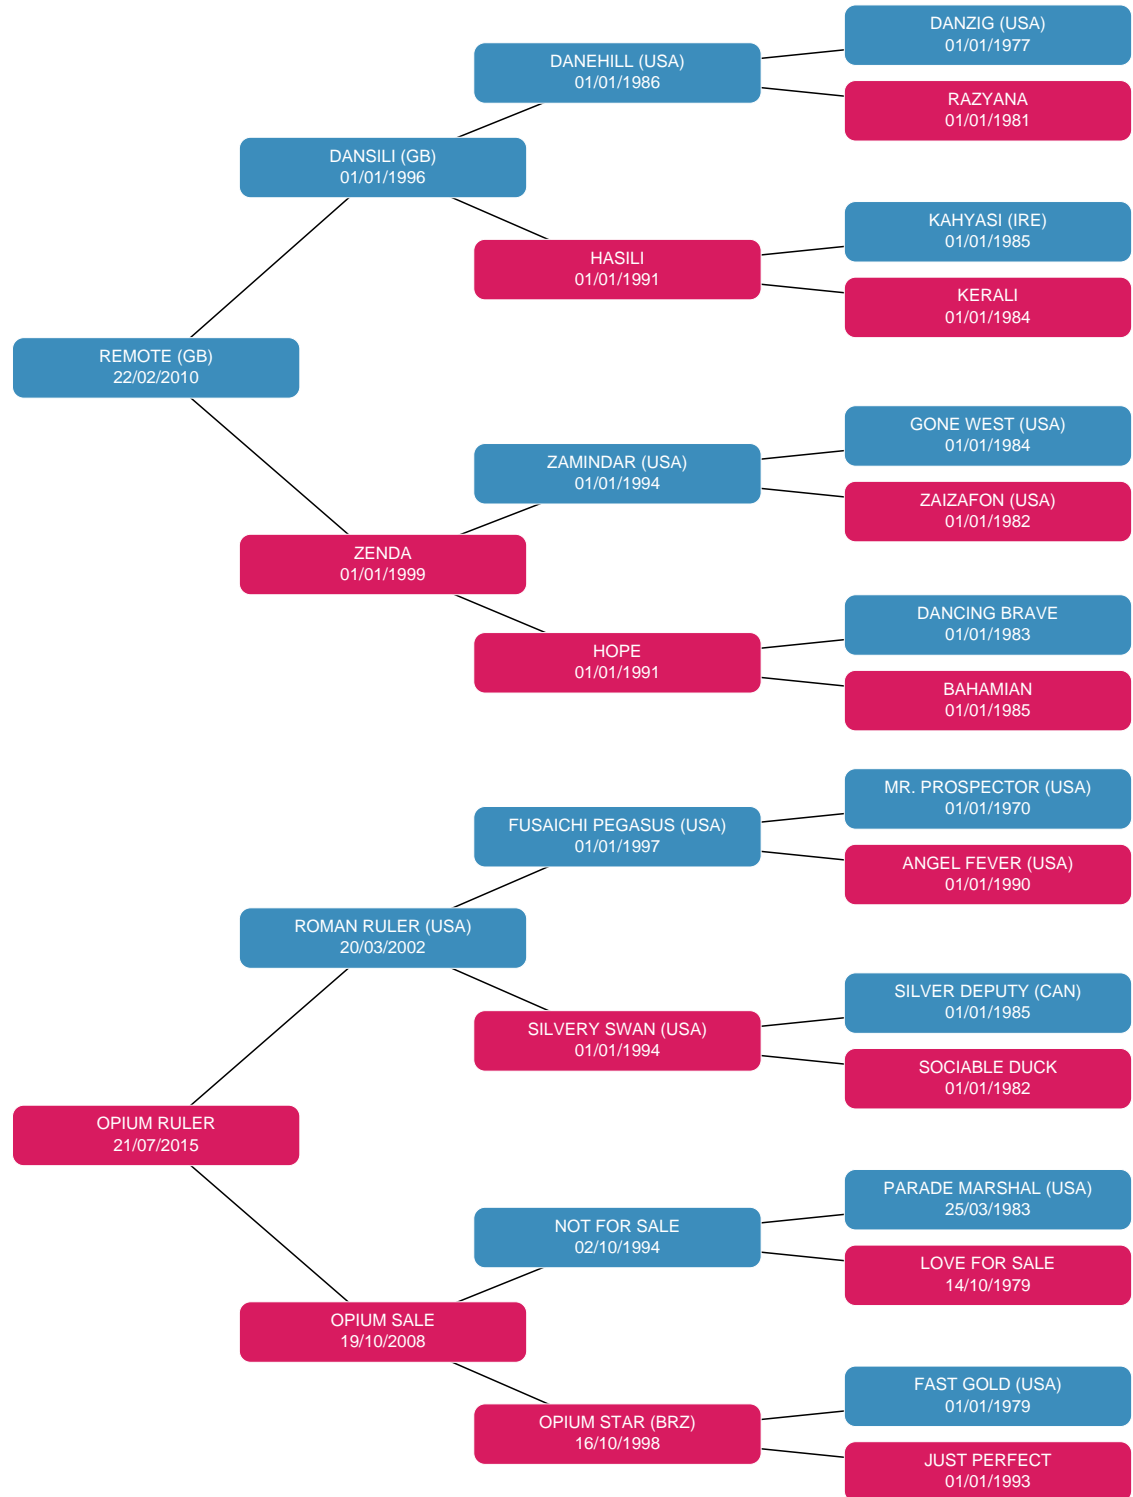 DANZIG (USA)
01/01/1977
DANEHILL (USA)
01/01/1986
RAZYANA
01/01/1981
DANSILI (GB)
01/01/1996
KAHYASI (IRE)
01/01/1985
HASILI
01/01/1991
KERALI
01/01/1984
REMOTE (GB)
22/02/2010
GONE WEST (USA)
01/01/1984
ZAMINDAR (USA)
01/01/1994
ZAIZAFON (USA)
01/01/1982
ZENDA
01/01/1999
DANCING BRAVE
01/01/1983
HOPE
01/01/1991
BAHAMIAN
01/01/1985
MR. PROSPECTOR (USA)
01/01/1970
FUSAICHI PEGASUS (USA)
01/01/1997
ANGEL FEVER (USA)
01/01/1990
ROMAN RULER (USA)
20/03/2002
SILVER DEPUTY (CAN)
01/01/1985
SILVERY SWAN (USA)
01/01/1994
SOCIABLE DUCK
01/01/1982
OPIUM RULER
21/07/2015
PARADE MARSHAL (USA)
25/03/1983
NOT FOR SALE
02/10/1994
LOVE FOR SALE
14/10/1979
OPIUM SALE
19/10/2008
FAST GOLD (USA)
01/01/1979
OPIUM STAR (BRZ)
16/10/1998
JUST PERFECT
01/01/1993